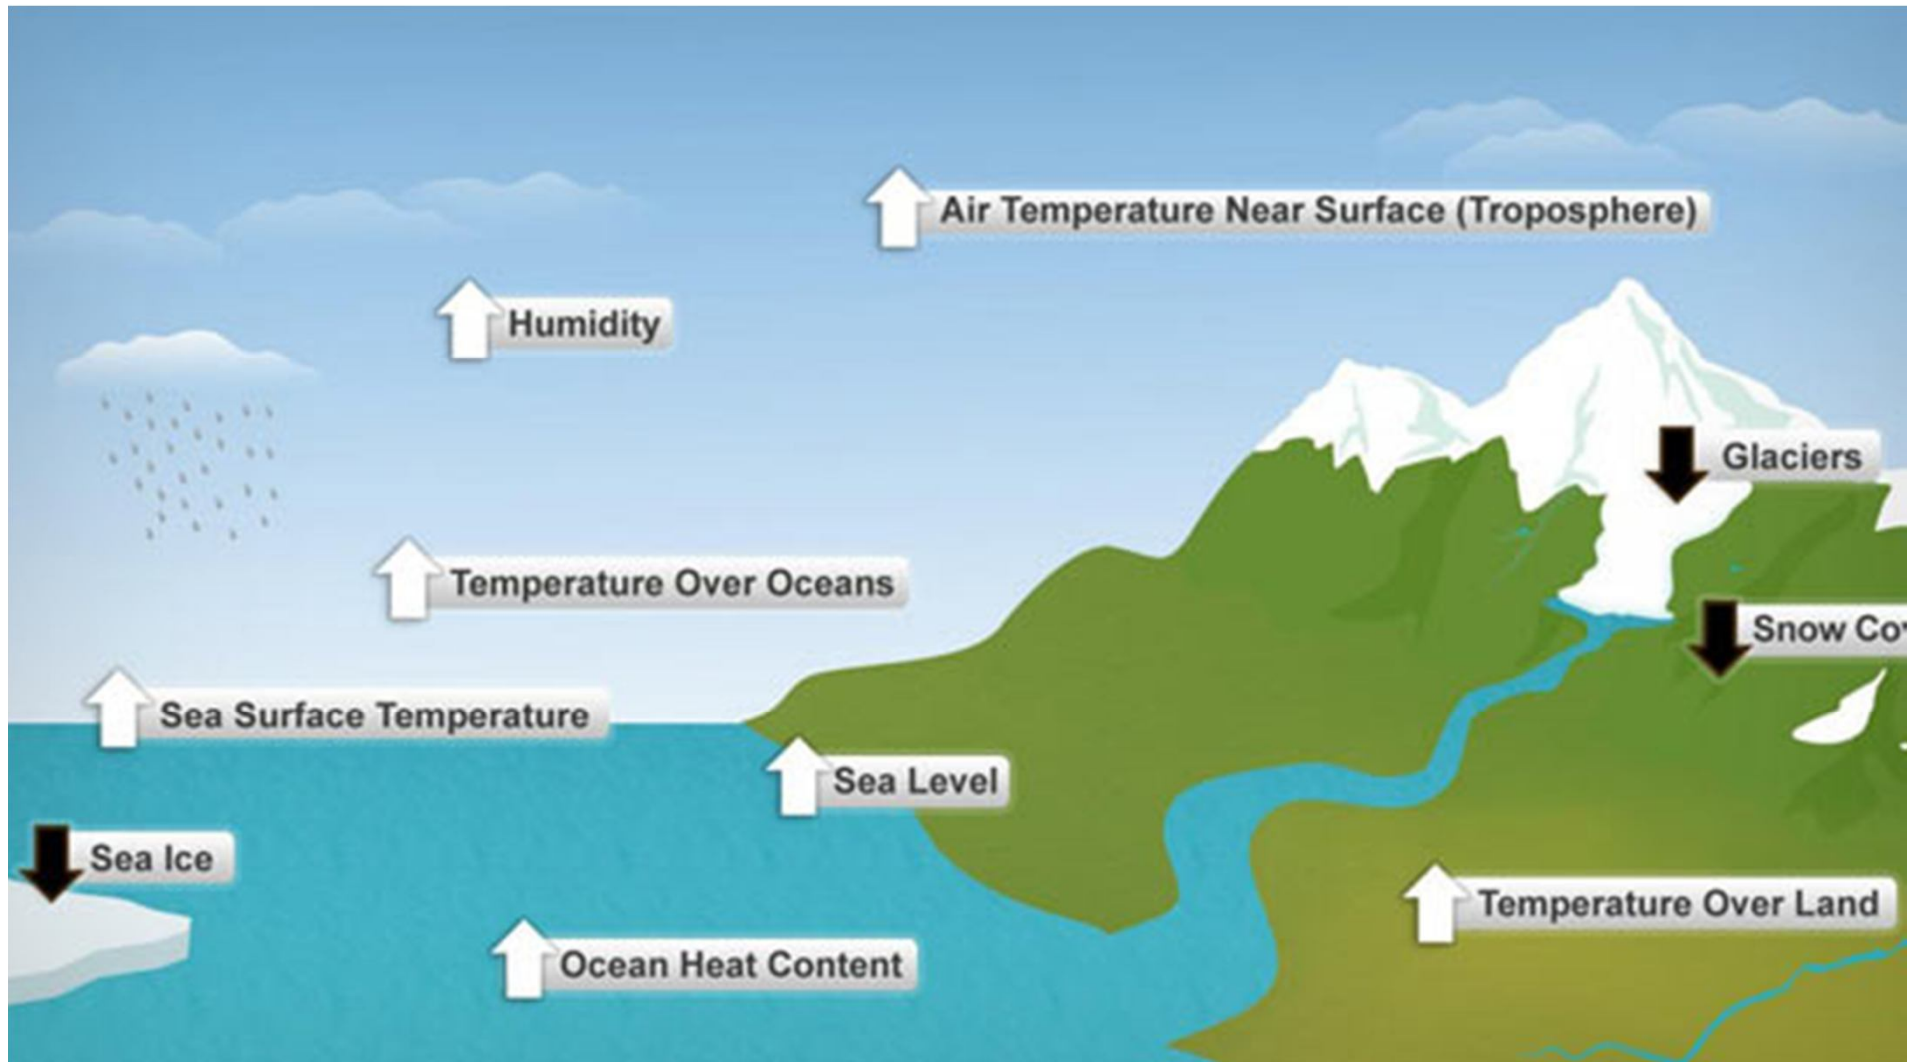 Air Temperature Near Surface (Troposphere)
Humidity
Glaciers
Temperature Over Oceans
Snow
Sea Surface Temperature
Sea Level
Sea Ice
Temperature Over Land
Ocean Heat Content